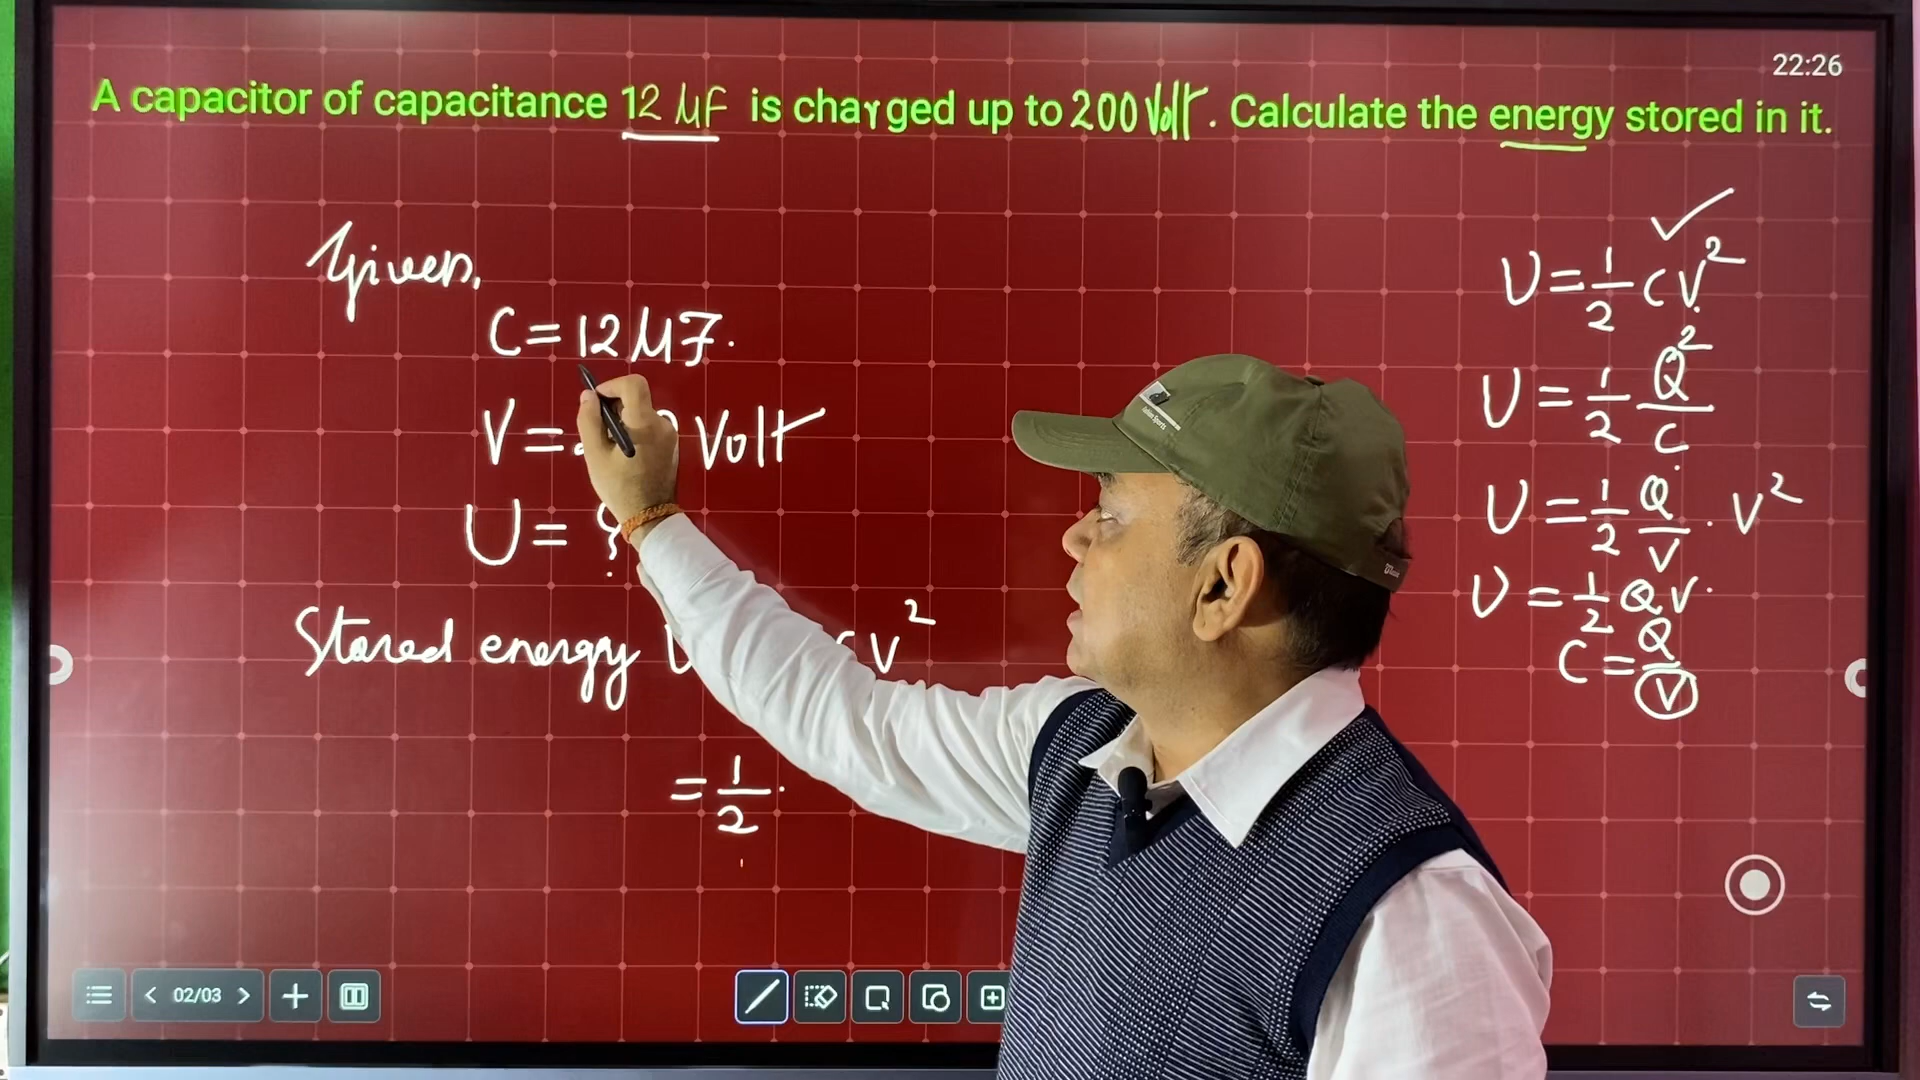 22:26
A capacitor of capacitance 12 μF is charged up to 200 Volt. Calculate the energy stored in it.
Given,
C = 12 μF.
V = 0 Volt
U = ?
Stored energy U V²
= 1/2 .
U = 1/2 C V²
U = 1/2 Q²/C
U = 1/2 Q/V . V²
U = 1/2 Q V.
C = Q/V
02/03